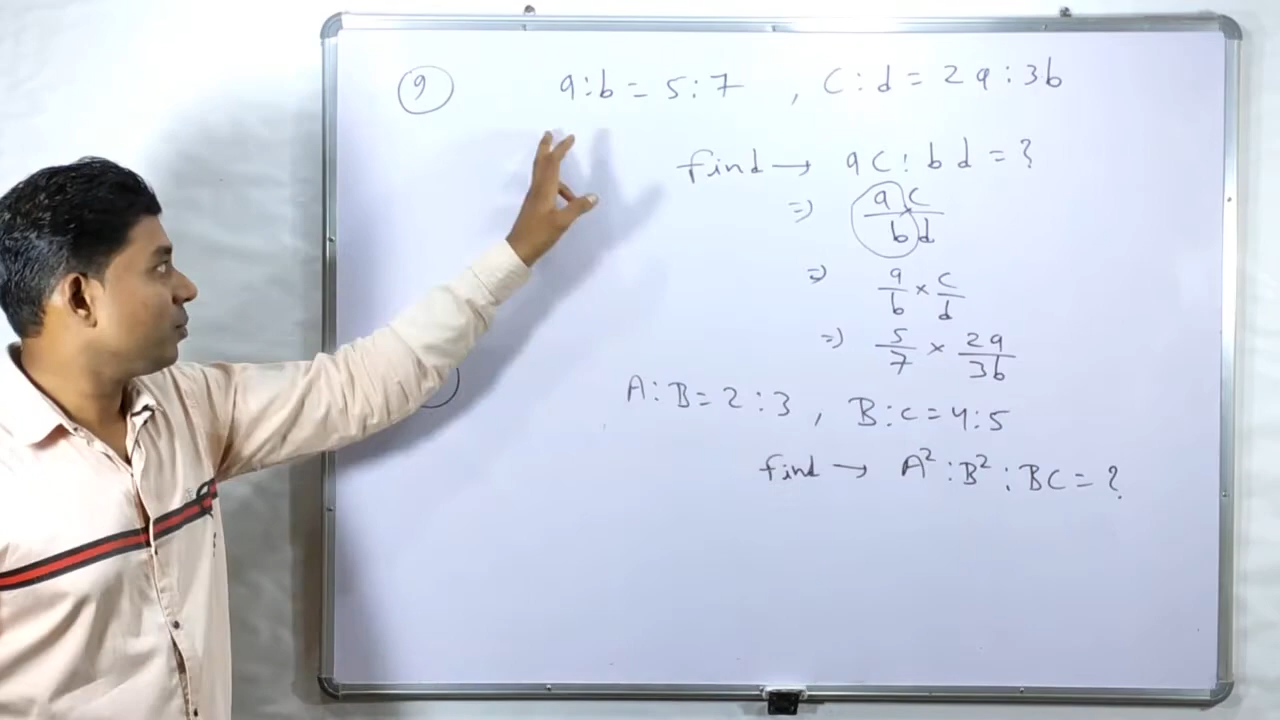 9 a:b = 5:7 , C:d = 2a:3b
find → ac:bd = ?
=) ac/bd
=) a/b × c/d
=) 5/7 × 2a/3b
A:B = 2:3 , B:C = 4:5
find → A²:B²:BC = ?